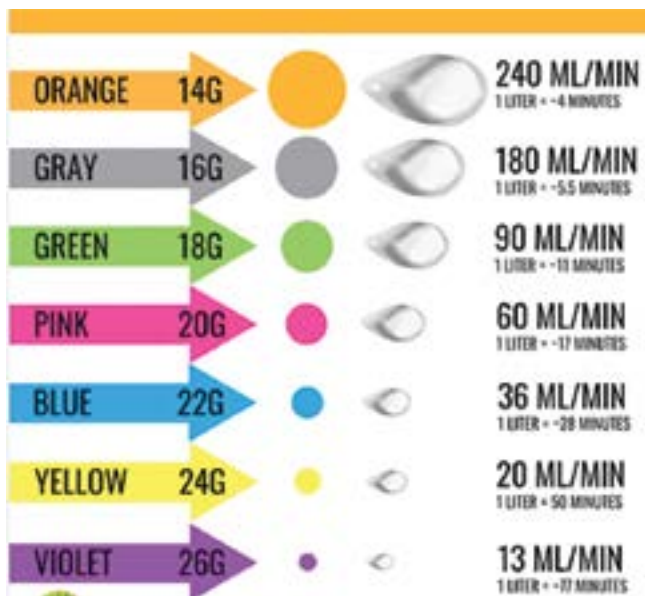 ORANGE 14G
240 ML/MIN
1 LITER = ~4 MINUTES
GRAY 16G
180 ML/MIN
1 LITER = ~5.5 MINUTES
GREEN 18G
90 ML/MIN
1 LITER = ~11 MINUTES
PINK 20G
60 ML/MIN
1 LITER = ~17 MINUTES
BLUE 22G
36 ML/MIN
1 LITER = ~28 MINUTES
YELLOW 24G
20 ML/MIN
1 LITER = 50 MINUTES
VIOLET 26G
13 ML/MIN
1 LITER = ~77 MINUTES